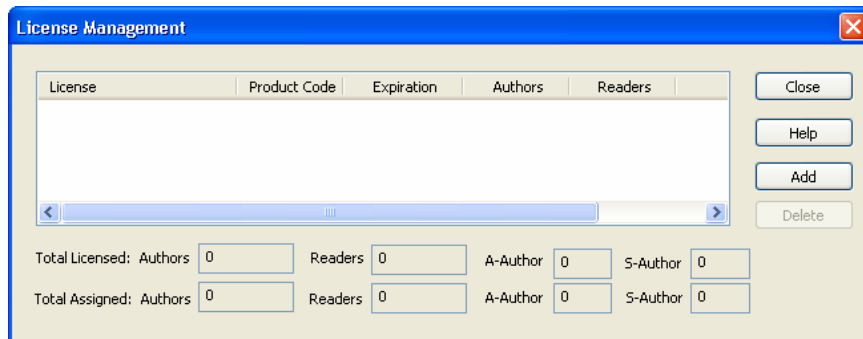 License Management
License Product Code Expiration Authors Readers
Close
Help
Add
Delete
Total Licensed: Authors 0 Readers 0 A-Author 0 S-Author 0
Total Assigned: Authors 0 Readers 0 A-Author 0 S-Author 0